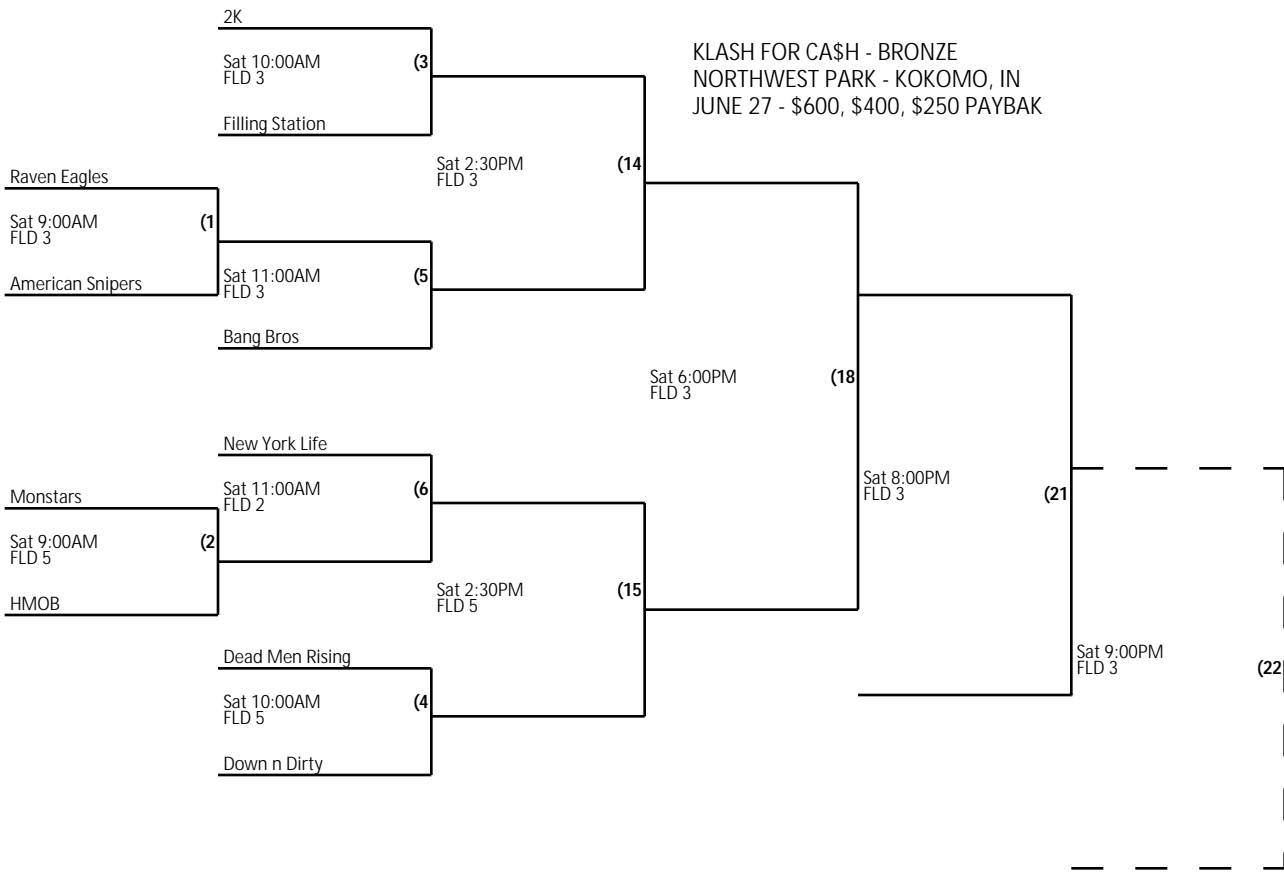 2K
Sat 10:00AM (3
FLD 3
Filling Station
KLASH FOR CA$H - BRONZE
NORTHWEST PARK - KOKOMO, IN
JUNE 27 - $600, $400, $250 PAYBAK
Sat 2:30PM (14
FLD 3
Raven Eagles
Sat 9:00AM (1
FLD 3
American Snipers
Sat 11:00AM (5
FLD 3
Bang Bros
Sat 6:00PM (18
FLD 3
New York Life
Sat 11:00AM (6
FLD 2
Monstars
Sat 9:00AM (2
FLD 5
HMOB
Sat 8:00PM (21
FLD 3
Sat 2:30PM (15
FLD 5
Dead Men Rising
Sat 10:00AM (4
FLD 5
Down n Dirty
Sat 9:00PM (22
FLD 3